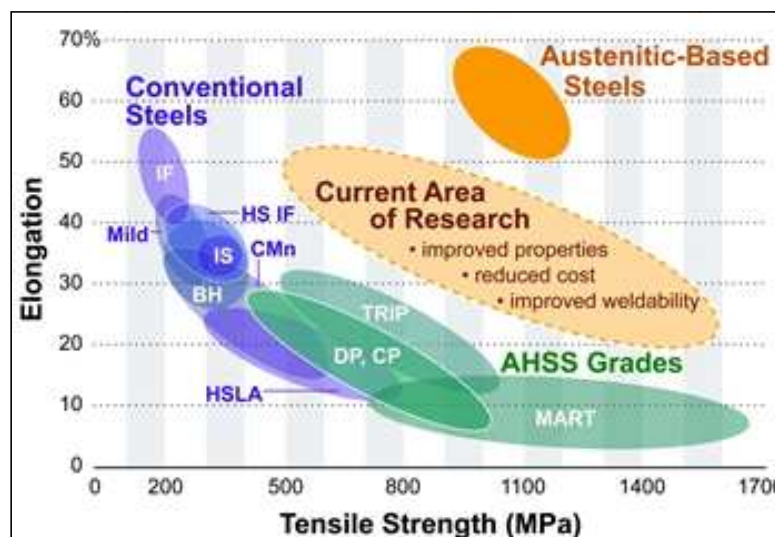 70%
60
50
40
30
20
10
0
Elongation
Conventional
Steels
Austenitic-Based
Steels
IF
Mild
HS IF
IS
CMn
BH
HSLA
Current Area
of Research
• improved properties
• reduced cost
• improved weldability
TRIP
DP, CP
AHSS Grades
MART
0 200 500 800 1100 1400 1700
Tensile Strength (MPa)